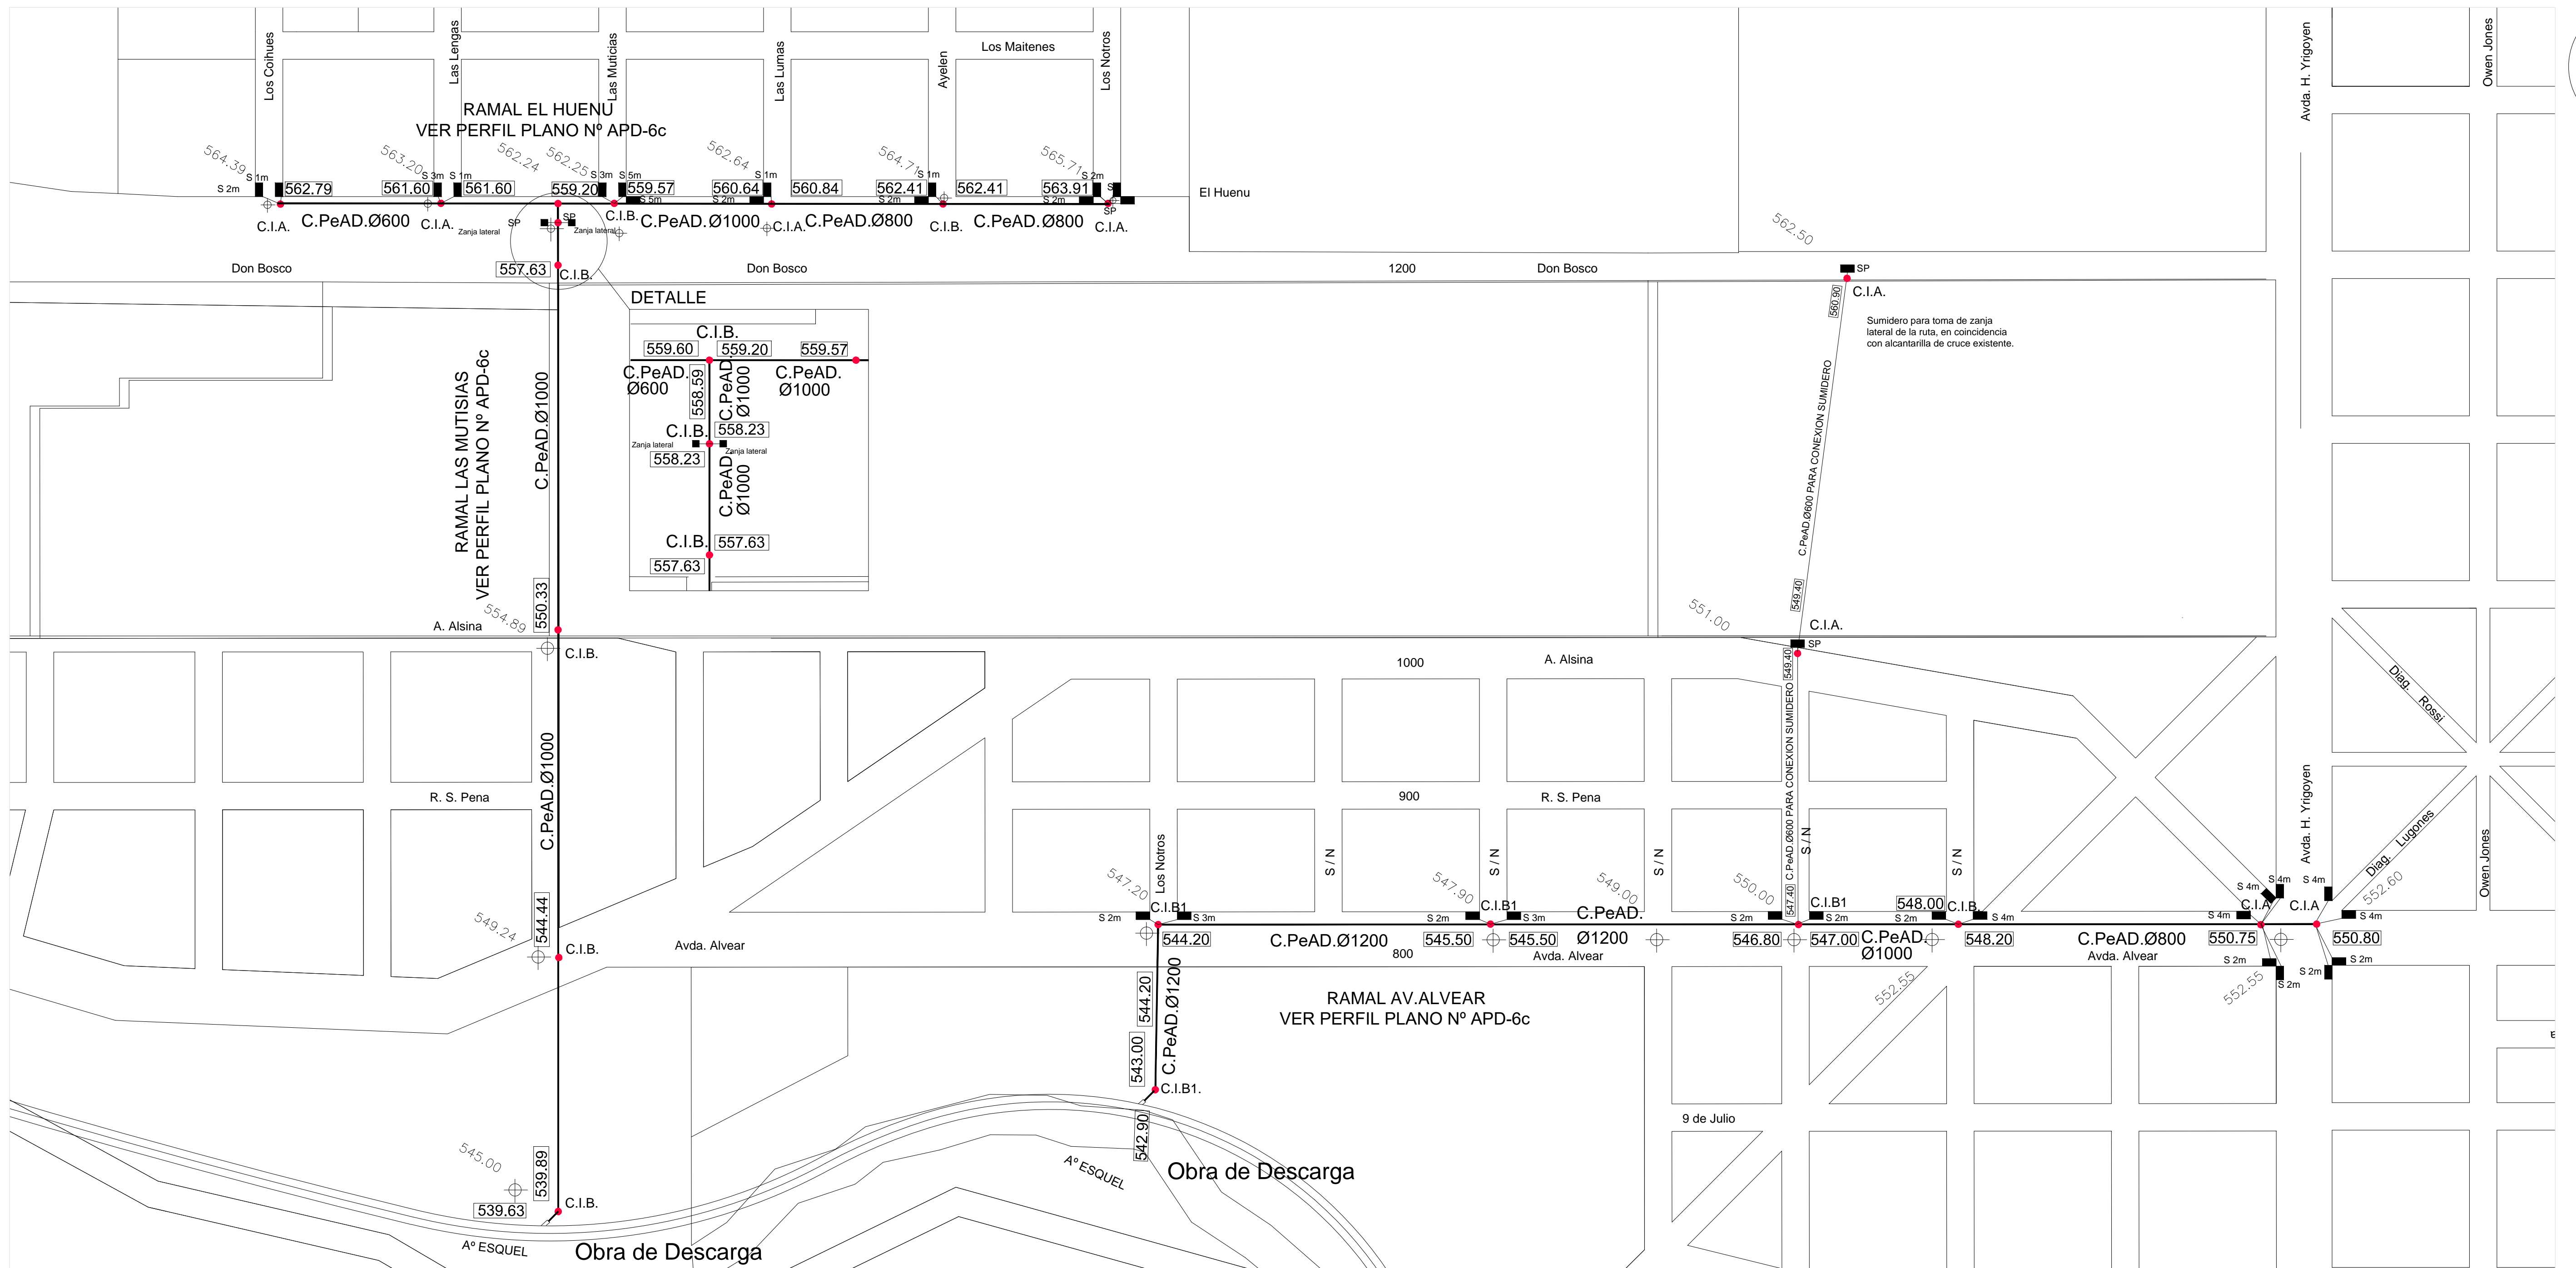 Los Coihues
Las Lengas
Las Muticias
Las Lumas
Ayelen
Los Maitenes
Los Notros
Avda. H. Yrigoyen
Owen Jones
RAMAL EL HUENU
VER PERFIL PLANO Nº APD-6c
564.39
563.20
562.24
562.25
562.64
564.71
565.71
S 2m
S 1m
S 3m
S 1m
S 3m
S 5m
S 1m
S 1m
S 2m
S
562.79
561.60
561.60
559.20
559.57
560.64
560.84
562.41
562.41
563.91
S 5m
S 2m
S 2m
S 2m
El Huenu
C.I.A.
C.PeAD.Ø600
C.I.A.
Zanja lateral
SP
SP
Zanja lateral
C.I.B.
C.PeAD.Ø1000
C.I.A.
C.PeAD.Ø800
C.I.B.
C.PeAD.Ø800
SP
C.I.A.
562.50
Don Bosco
557.63
C.I.B.
Don Bosco
1200
Don Bosco
SP
C.I.A.
560.90
Sumidero para toma de zanja
lateral de la ruta, en coincidencia
con alcantarilla de cruce existente.
DETALLE
C.I.B.
559.60
559.20
559.57
C.PeAD.
Ø600
C.PeAD.
Ø1000
C.PeAD.
Ø1000
558.59
C.I.B.
558.23
Zanja lateral
Zanja lateral
558.23
C.PeAD.
Ø1000
C.I.B.
557.63
557.63
RAMAL LAS MUTISIAS
VER PERFIL PLANO Nº APD-6c
C.PeAD.Ø1000
C.PeAD.Ø600 PARA CONEXION SUMIDERO
549.40
550.33
554.89
A. Alsina
C.I.B.
551.00
C.I.A.
SP
1000
A. Alsina
549.40
C.PeAD.Ø600 PARA CONEXION SUMIDERO
547.40
Diag. Rossi
C.PeAD.Ø1000
R. S. Pena
900
R. S. Pena
Los Notros
S / N
S / N
S / N
S / N
S / N
Avda. H. Yrigoyen
Diag. Lugones
Owen Jones
544.44
549.24
C.I.B.
Avda. Alvear
547.20
547.90
549.00
550.00
552.60
S 2m
C.I.B1
S 3m
S 2m
C.I.B1
S 3m
C.PeAD.
Ø1200
S 2m
C.I.B1
S 2m
548.00
S 2m
C.I.B.
S 4m
S 4m
S 4m
S 4m
S 4m
C.I.A
C.I.A
S 4m
544.20
C.PeAD.Ø1200
545.50
545.50
546.80
547.00
C.PeAD.
Ø1000
548.20
C.PeAD.Ø800
550.75
550.80
800
Avda. Alvear
Avda. Alvear
S 2m
S 2m
S 2m
S 2m
552.55
552.55
544.20
C.PeAD.Ø1200
543.00
C.I.B1.
542.90
RAMAL AV.ALVEAR
VER PERFIL PLANO Nº APD-6c
9 de Julio
545.00
539.89
539.63
C.I.B.
Aº ESQUEL
Obra de Descarga
Aº ESQUEL
Obra de Descarga